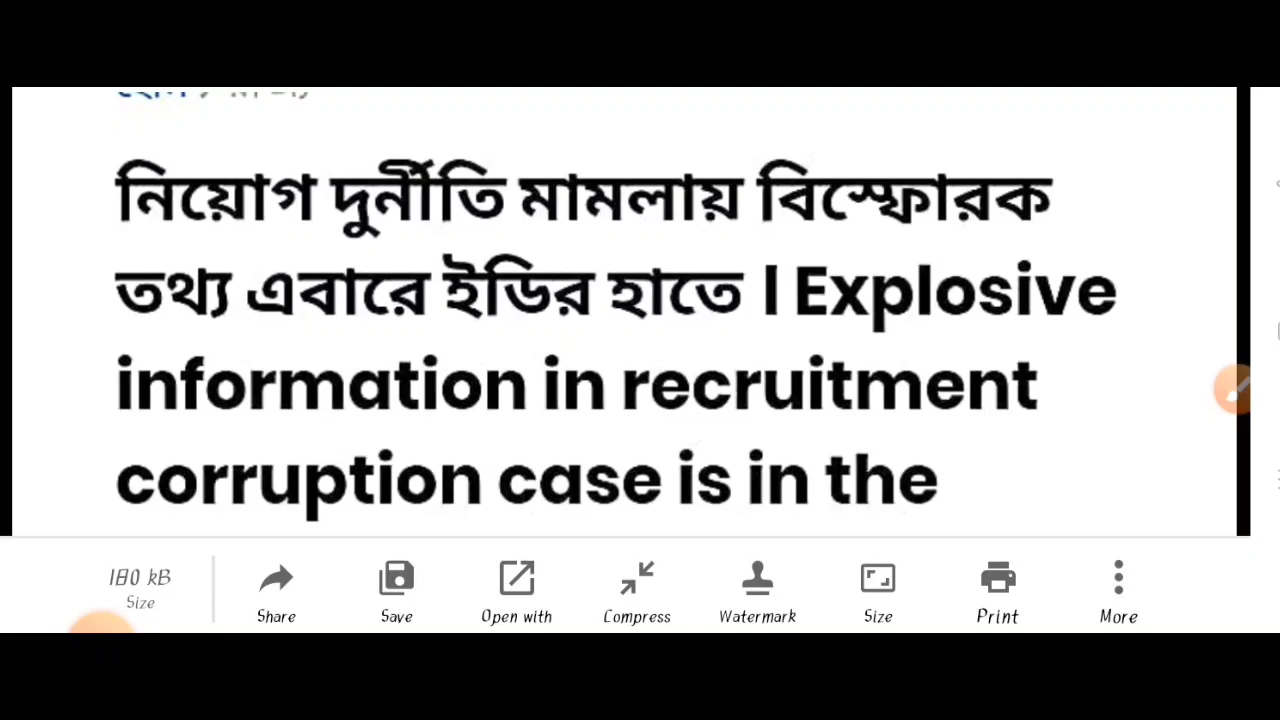 নিয়োগ দুর্নীতি মামলায় বিস্ফোরক
তথ্য এবারে ইডির হাতে l Explosive
information in recruitment
corruption case is in the
180 kB
Size
Share
Save
Open with
Compress
Watermark
Size
Print
More